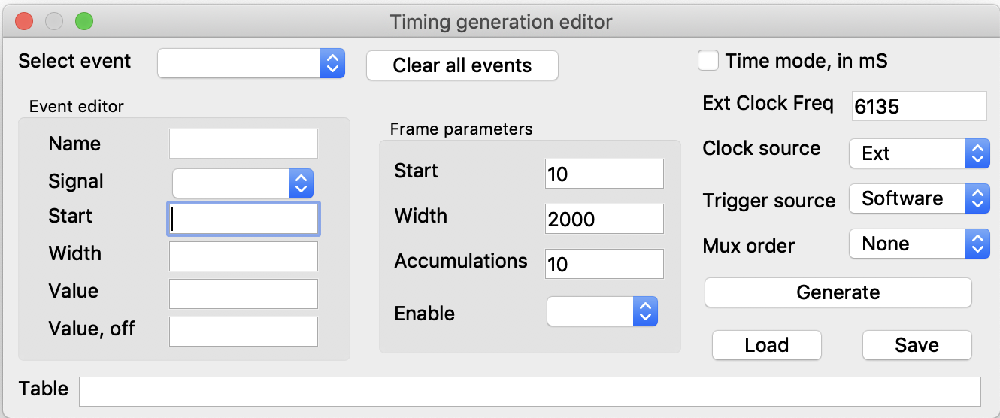 Timing generation editor
Select event
Clear all events
Time mode, in mS
Event editor
Name
Signal
Start
Width
Value
Value, off
Frame parameters
Start 10
Width 2000
Accumulations 10
Enable
Ext Clock Freq 6135
Clock source Ext
Trigger source Software
Mux order None
Generate
Load Save
Table